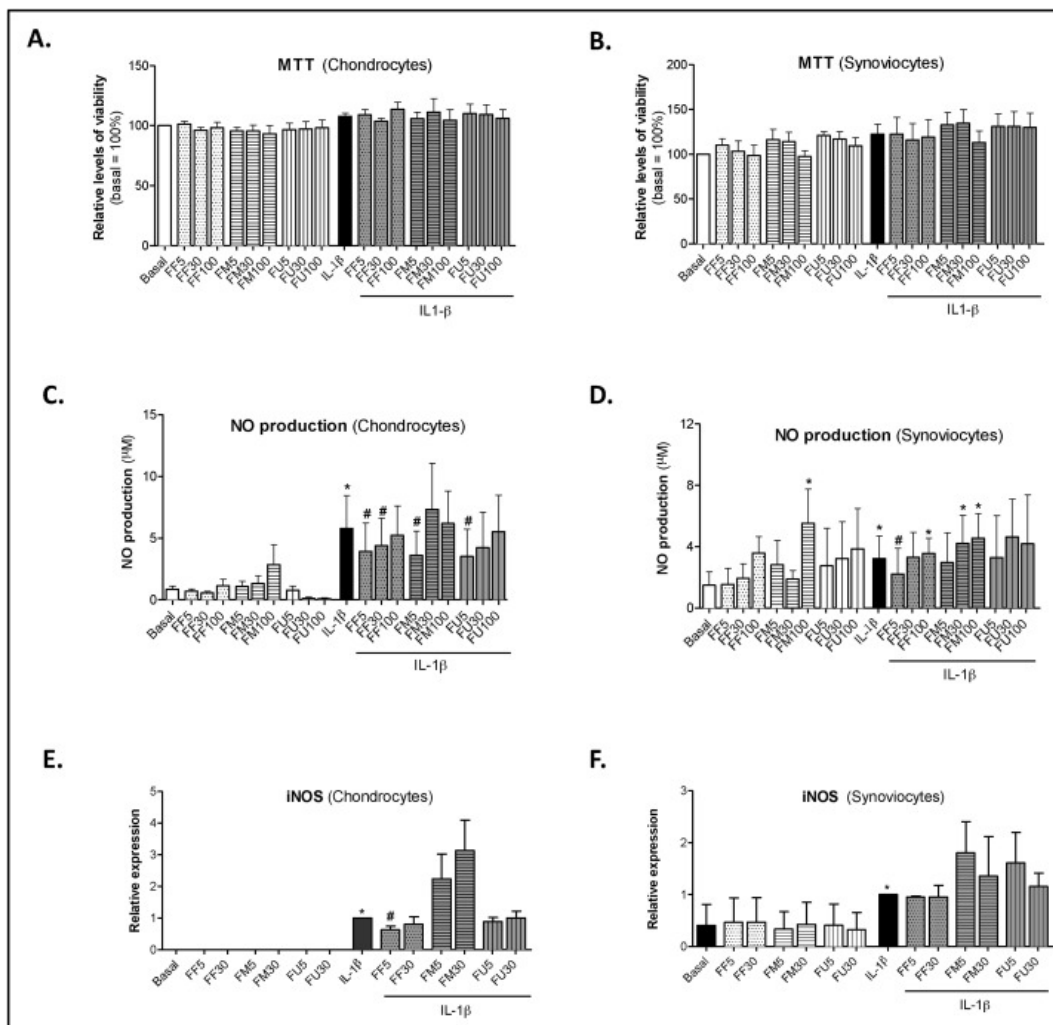 A.
MTT (Chondrocytes)
Relative levels of viability
(basal = 100%)
150
100
50
0
Basal FF5 FF30 FF100 FM5 FM30 FM100 FU5 FU30 FU100 IL-1β FF5 FF30 FF100 FM5 FM30 FM100 FU5 FU30 FU100
IL1-β
B.
MTT (Synoviocytes)
Relative levels of viability
(basal = 100%)
200
150
100
50
0
Basal FF5 FF30 FF100 FM5 FM30 FM100 FU5 FU30 FU100 IL-1β FF5 FF30 FF100 FM5 FM30 FM100 FU5 FU30 FU100
IL1-β
C.
NO production (Chondrocytes)
NO production (µM)
15
10
5
0
* # # # #
Basal FF5 FF30 FF100 FM5 FM30 FM100 FU5 FU30 FU100 IL-1β FF5 FF30 FF100 FM5 FM30 FM100 FU5 FU30 FU100
IL-1β
D.
NO production (Synoviocytes)
NO production (µM)
12
8
4
0
* * # * * *
Basal FF5 FF30 FF100 FM5 FM30 FM100 FU5 FU30 FU100 IL-1β FF5 FF30 FF100 FM5 FM30 FM100 FU5 FU30 FU100
IL-1β
E.
iNOS (Chondrocytes)
Relative expression
5
4
3
2
1
0
* #
Basal FF5 FF30 FM5 FM30 FU5 FU30 IL-1β FF5 FF30 FM5 FM30 FU5 FU30
IL-1β
F.
iNOS (Synoviocytes)
Relative expression
3
2
1
0
*
Basal FF5 FF30 FM5 FM30 FU5 FU30 IL-1β FF5 FF30 FM5 FM30 FU5 FU30
IL-1β